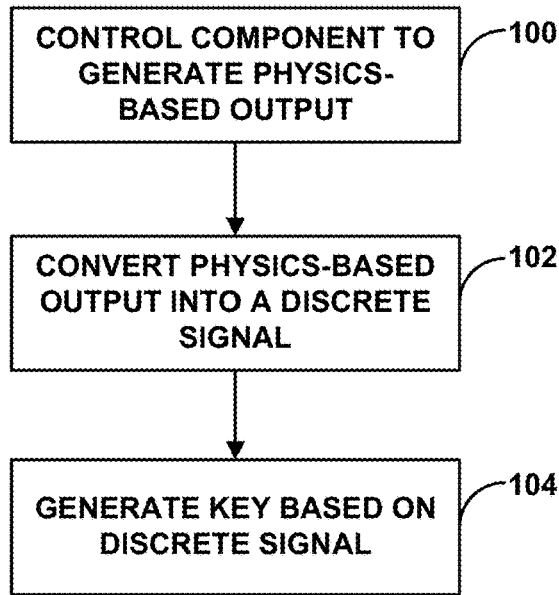 CONTROL COMPONENT TO
GENERATE PHYSICS-
BASED OUTPUT
100
CONVERT PHYSICS-BASED
OUTPUT INTO A DISCRETE
SIGNAL
102
GENERATE KEY BASED ON
DISCRETE SIGNAL
104